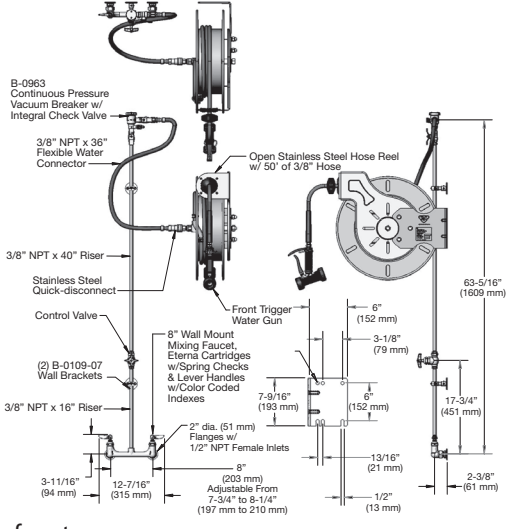 B-0963
Continuous Pressure
Vacuum Breaker w/
Integral Check Valve
3/8" NPT x 36"
Flexible Water
Connector
Open Stainless Steel Hose Reel
w/ 50' of 3/8" Hose
3/8" NPT x 40" Riser
Stainless Steel
Quick-disconnect
Control Valve
(2) B-0109-07
Wall Brackets
3/8" NPT x 16" Riser
8" Wall Mount
Mixing Faucet,
Eterna Cartridges
w/Spring Checks
& Lever Handles
w/Color Coded
Indexes
Front Trigger
Water Gun
2" dia. (51 mm)
Flanges w/
1/2" NPT Female Inlets
3-11/16"
(94 mm)
12-7/16"
(315 mm)
8"
(203 mm)
Adjustable From
7-3/4" to 8-1/4"
(197 mm to 210 mm)
6"
(152 mm)
3-1/8"
(79 mm)
7-9/16"
(193 mm)
6"
(152 mm)
13/16"
(21 mm)
1/2"
(13 mm)
63-5/16"
(1609 mm)
17-3/4"
(451 mm)
2-3/8"
(61 mm)